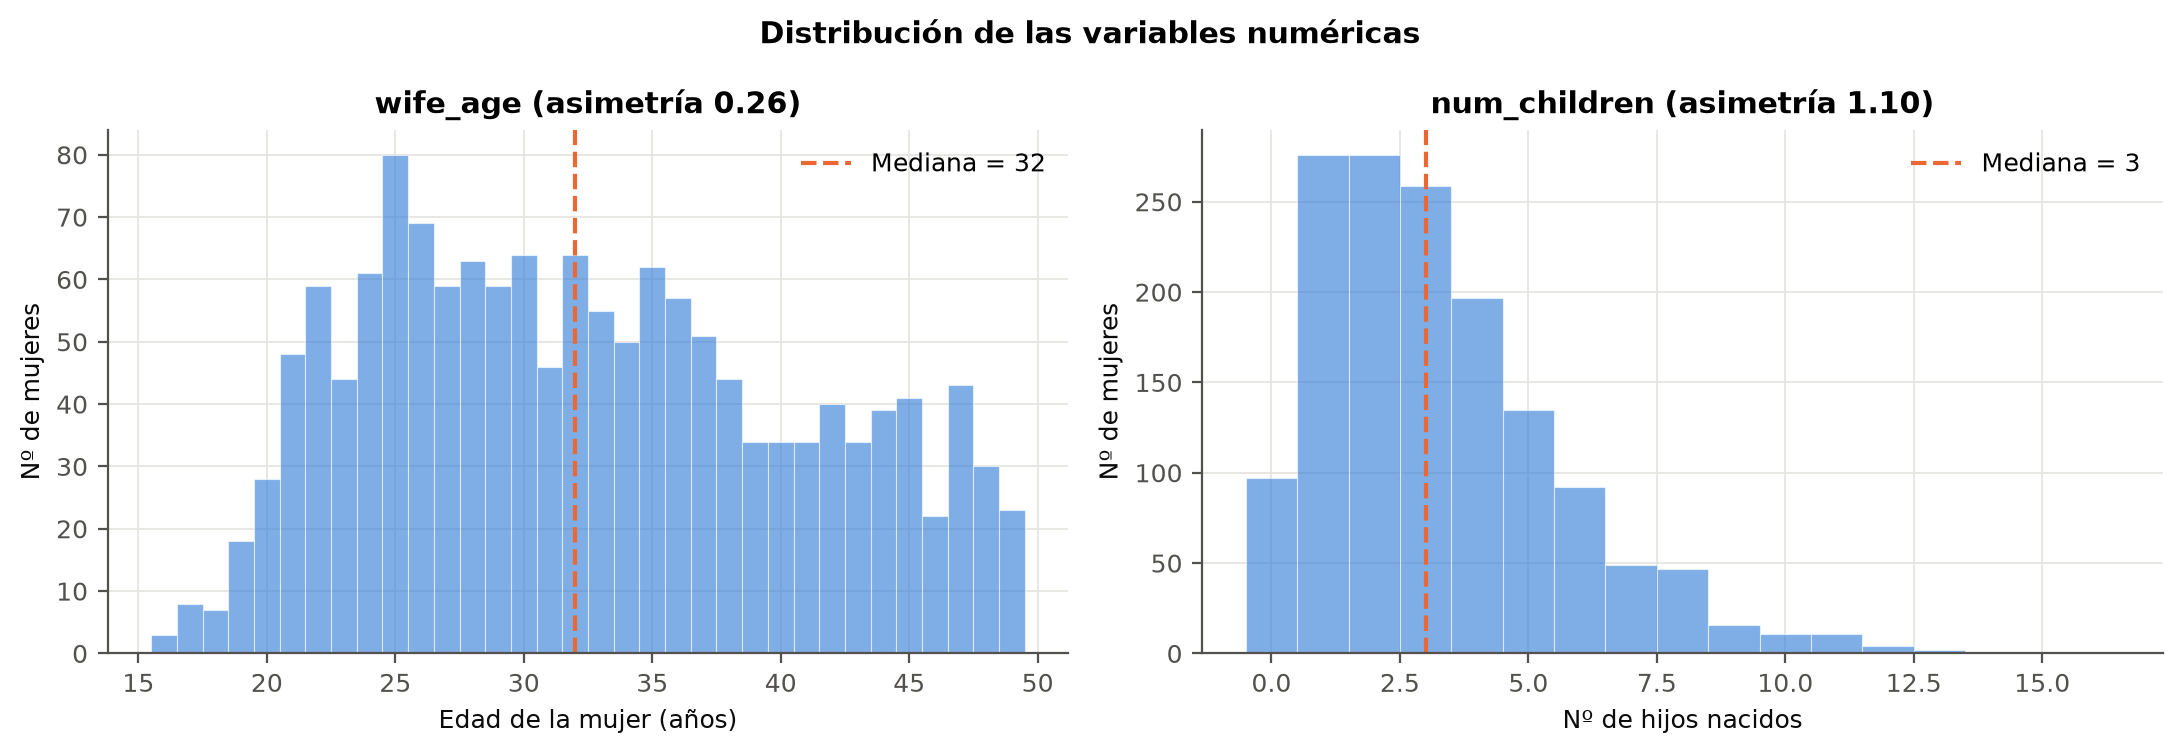 Distribución de las variables numéricas
wife_age (asimetría 0.26)
Mediana = 32
Nº de mujeres
80
70
60
50
40
30
20
10
0
15 20 25 30 35 40 45 50
Edad de la mujer (años)
num_children (asimetría 1.10)
Mediana = 3
Nº de mujeres
250
200
150
100
50
0
0.0 2.5 5.0 7.5 10.0 12.5 15.0
Nº de hijos nacidos